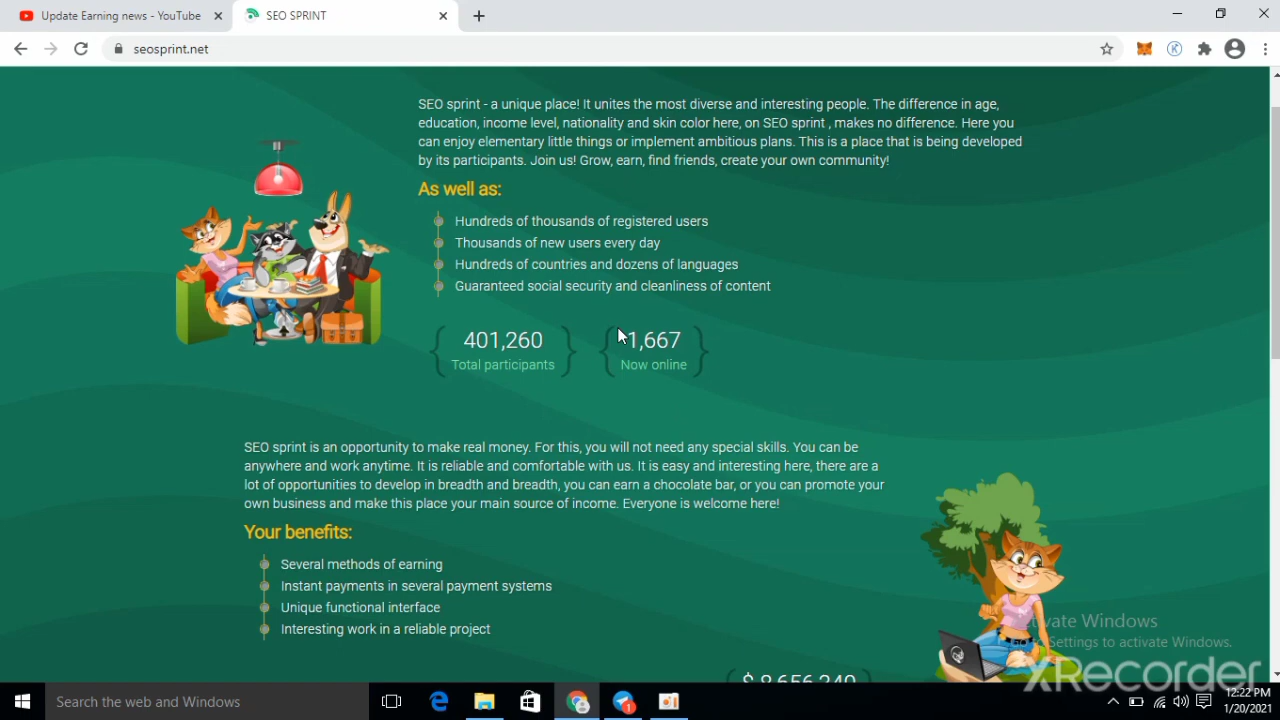 Update Earning news - YouTube
SEO SPRINT
seosprint.net
SEO sprint - a unique place! It unites the most diverse and interesting people. The difference in age,
education, income level, nationality and skin color here, on SEO sprint , makes no difference. Here you
can enjoy elementary little things or implement ambitious plans. This is a place that is being developed
by its participants. Join us! Grow, earn, find friends, create your own community!
As well as:
Hundreds of thousands of registered users
Thousands of new users every day
Hundreds of countries and dozens of languages
Guaranteed social security and cleanliness of content
401,260
1,667
Total participants
Now online
SEO sprint is an opportunity to make real money. For this, you will not need any special skills. You can be
anywhere and work anytime. It is reliable and comfortable with us. It is easy and interesting here, there are a
lot of opportunities to develop in breadth and breadth, you can earn a chocolate bar, or you can promote your
own business and make this place your main source of income. Everyone is welcome here!
Your benefits:
Several methods of earning
Instant payments in several payment systems
Unique functional interface
Interesting work in a reliable project
Windows
Settings to activate Windows.
XRecorder
Search the web and Windows
12:22 PM
1/20/2021